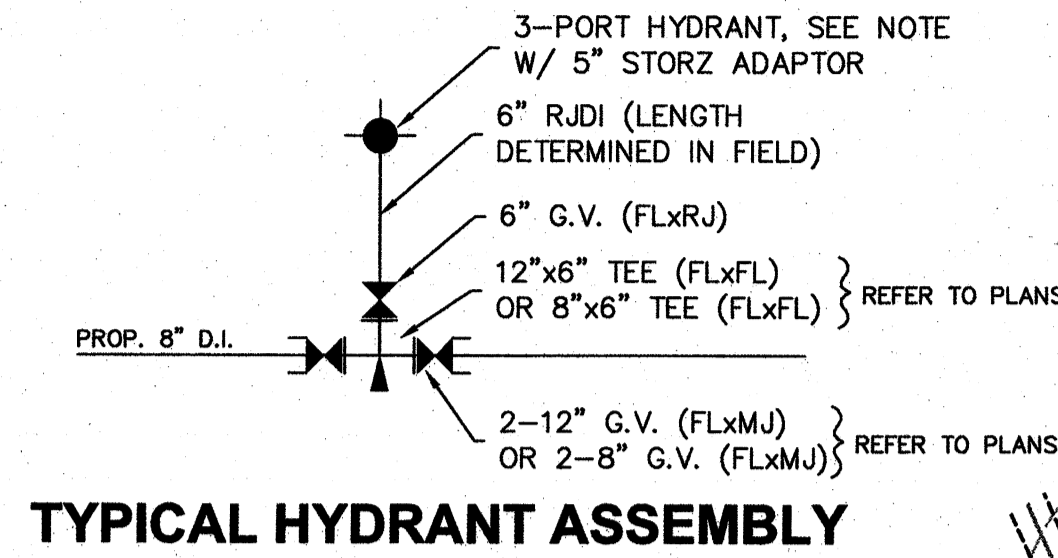 3-PORT HYDRANT, SEE NOTE
W/ 5" STORZ ADAPTOR
6" RJDI (LENGTH
DETERMINED IN FIELD)
6" G.V. (FLxRJ)
12"x6" TEE (FLxFL)
OR 8"x6" TEE (FLxFL)
REFER TO PLANS
PROP. 8" D.I.
2-12" G.V. (FLxMJ)
OR 2-8" G.V. (FLxMJ)
REFER TO PLANS
TYPICAL HYDRANT ASSEMBLY